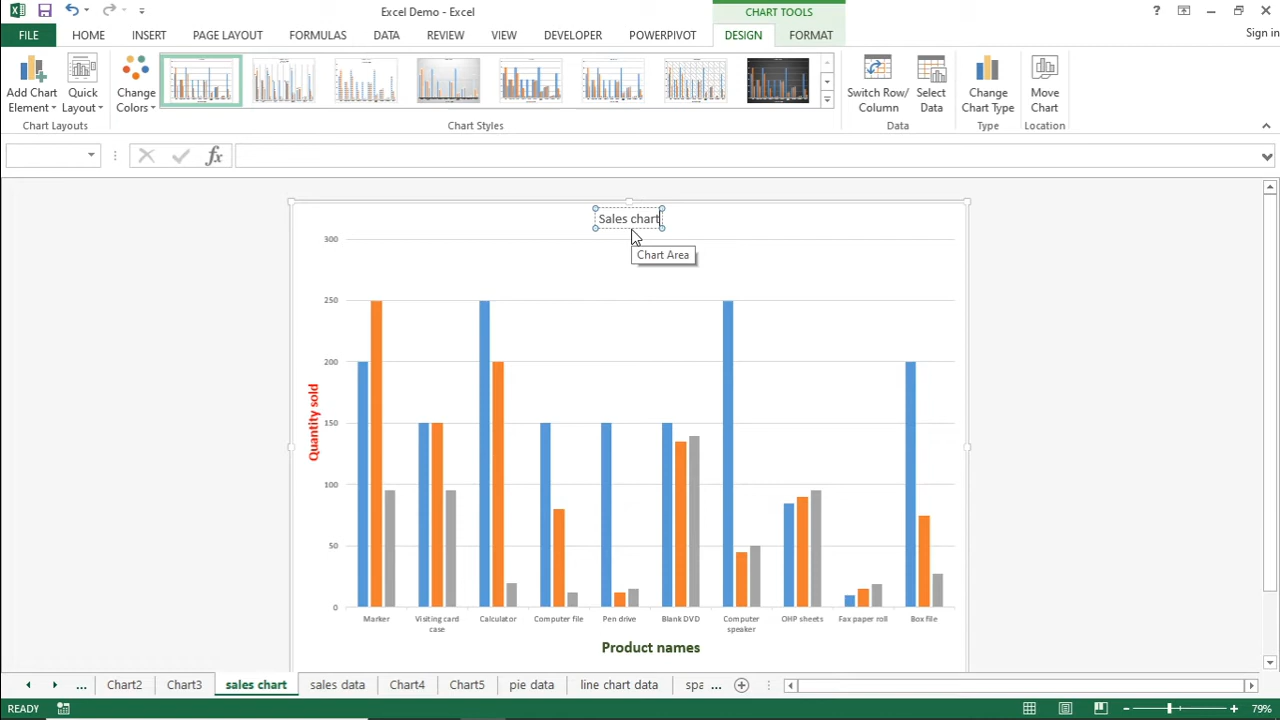 Excel Demo - Excel
CHART TOOLS
?
FILE
HOME
INSERT
PAGE LAYOUT
FORMULAS
DATA
REVIEW
VIEW
DEVELOPER
POWERPIVOT
DESIGN
FORMAT
Sign in
Add Chart
Element
Quick
Layout
Change
Colors
Switch Row/
Column
Select
Data
Change
Chart Type
Move
Chart
Chart Layouts
Chart Styles
Data
Type
Location
fx
Sales chart
Chart Area
300
250
200
150
100
50
0
Quantity sold
Marker
Visiting card
case
Calculator
Computer file
Pen drive
Blank DVD
Computer
speaker
OHP sheets
Fax paper roll
Box file
Product names
...
Chart2
Chart3
sales chart
sales data
Chart4
Chart5
pie data
line chart data
spa ...
READY
79%